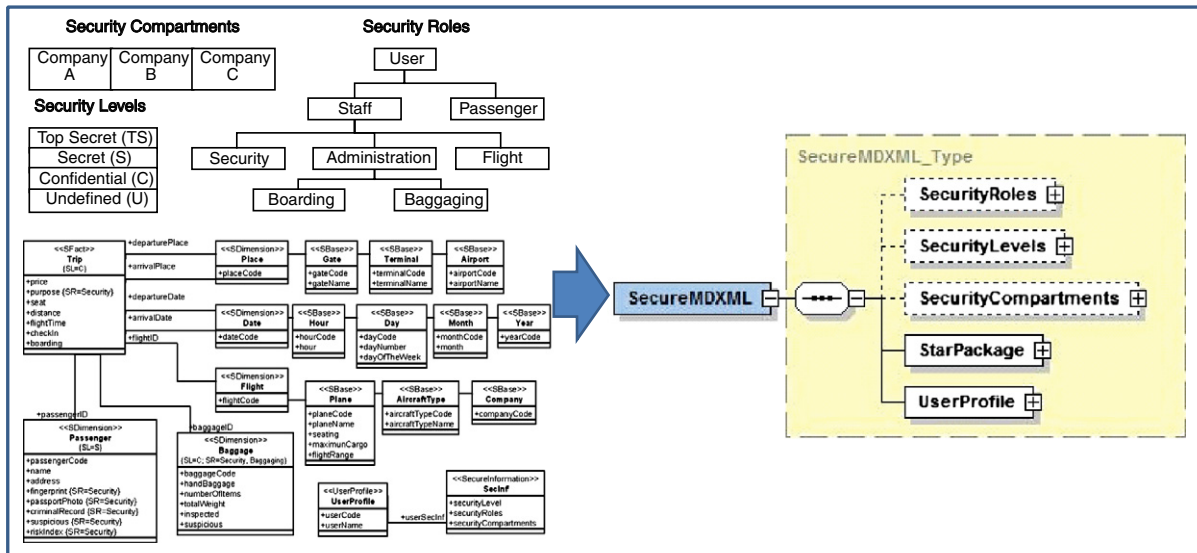 Security Compartments
Company A
Company B
Company C
Security Levels
Top Secret (TS)
Secret (S)
Confidential (C)
Undefined (U)
Security Roles
User
Staff
Passenger
Security
Administration
Flight
Boarding
Baggaging
<<SFact>>
Trip
(SL=C)
+price
+purpose {SR=Security}
+seat
+distance
+flightTime
+checkIn
+boarding
+departurePlace
+arrivalPlace
+departureDate
+arrivalDate
+flightID
+passengerID
+baggageID
<<SDimension>>
Place
+placeCode
<<SBase>>
Gate
+gateCode
+gateName
<<SBase>>
Terminal
+terminalCode
+terminalName
<<SBase>>
Airport
+airportCode
+airportName
<<SDimension>>
Date
+dateCode
<<SBase>>
Hour
+hourCode
+hour
<<SBase>>
Day
+dayCode
+dayNumber
+dayOfTheWeek
<<SBase>>
Month
+monthCode
+month
<<SBase>>
Year
+yearCode
<<SDimension>>
Flight
+flightCode
<<SBase>>
Plane
+planeCode
+planeName
+seating
+maximunCargo
+flightRange
<<SBase>>
AircraftType
+aircraftTypeCode
+aircraftTypeName
<<SBase>>
Company
+companyCode
<<SDimension>>
Passenger
(SL=S)
+passengerCode
+name
+address
+fingerprint {SR=Security}
+passportPhoto {SR=Security}
+criminalRecord {SR=Security}
+suspicious {SR=Security}
+riskIndex {SR=Security}
<<SDimension>>
Baggage
(SL=C; SR=Security, Baggaging)
+baggageCode
+handBaggage
+numberOfItems
+totalWeight
+inspected
+suspicious
<<UserProfile>>
UserProfile
+userCode
+userName
+userSecInf
<<SecureInformation>>
SecInf
+securityLevel
+securityRoles
+securityCompartments
SecureMDXML
SecureMDXML_Type
SecurityRoles
SecurityLevels
SecurityCompartments
StarPackage
UserProfile